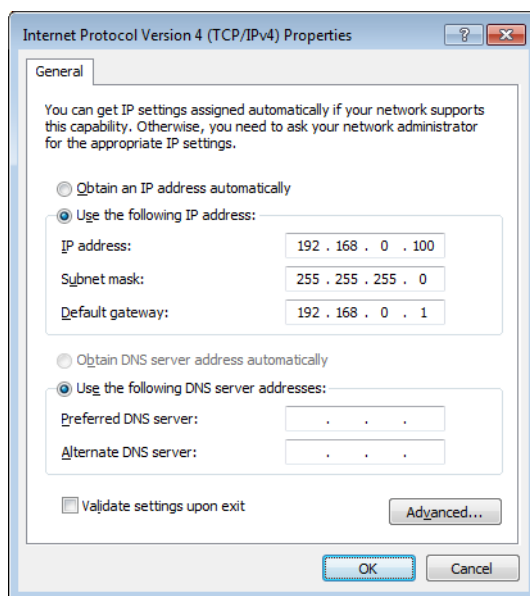 Internet Protocol Version 4 (TCP/IPv4) Properties
General
You can get IP settings assigned automatically if your network supports
this capability. Otherwise, you need to ask your network administrator
for the appropriate IP settings.
Obtain an IP address automatically
Use the following IP address:
IP address: 192 . 168 . 0 . 100
Subnet mask: 255 . 255 . 255 . 0
Default gateway: 192 . 168 . 0 . 1
Obtain DNS server address automatically
Use the following DNS server addresses:
Preferred DNS server: . . .
Alternate DNS server: . . .
Validate settings upon exit
Advanced...
OK Cancel